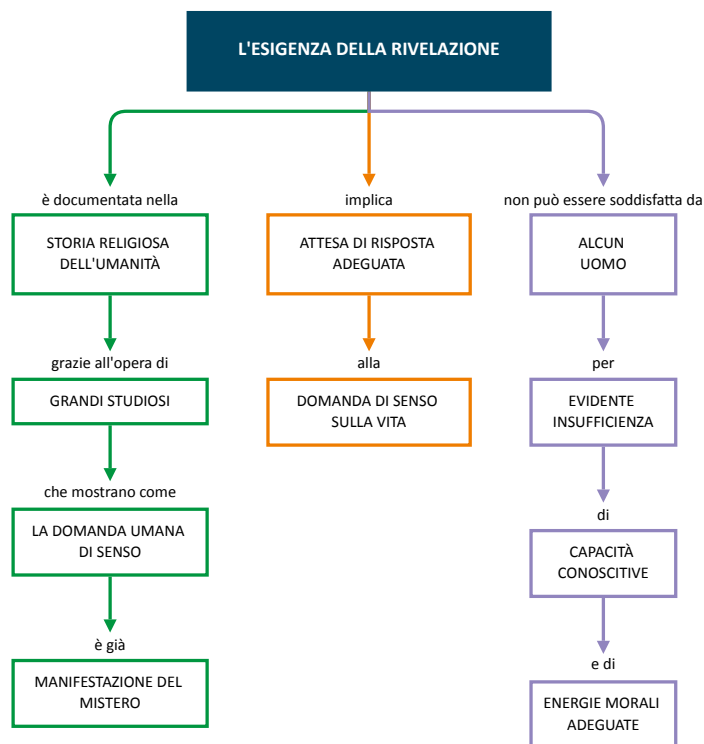 L'ESIGENZA DELLA RIVELAZIONE
è documentata nella
STORIA RELIGIOSA
DELL'UMANITÀ
grazie all'opera di
GRANDI STUDIOSI
che mostrano come
LA DOMANDA UMANA
DI SENSO
è già
MANIFESTAZIONE DEL
MISTERO
implica
ATTESA DI RISPOSTA
ADEGUATA
alla
DOMANDA DI SENSO
SULLA VITA
non può essere soddisfatta da
ALCUN
UOMO
per
EVIDENTE
INSUFFICIENZA
di
CAPACITÀ
CONOSCITIVE
e di
ENERGIE MORALI
ADEGUATE